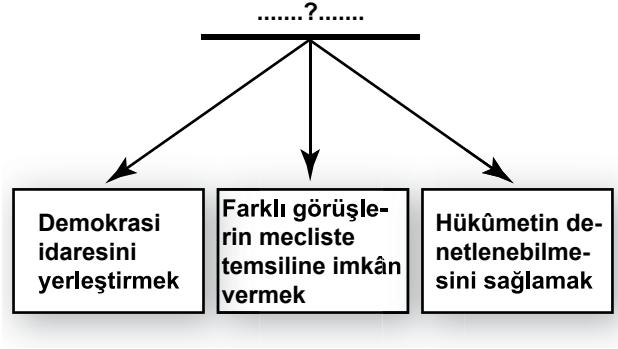 .......?.......
Demokrasi
idaresini
yerleştirmek
Farklı görüşle-
rin mecliste
temsiline imkân
vermek
Hükûmetin de-
netlenebilme-
sini sağlamak